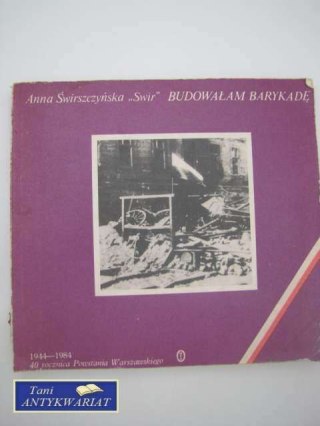 Anna Świrszczyńska „Swir" BUDOWAŁAM BARYKADĘ
1944—1984
40 rocznica Powstania Warszawskiego
Tani
ANTYKWARIAT